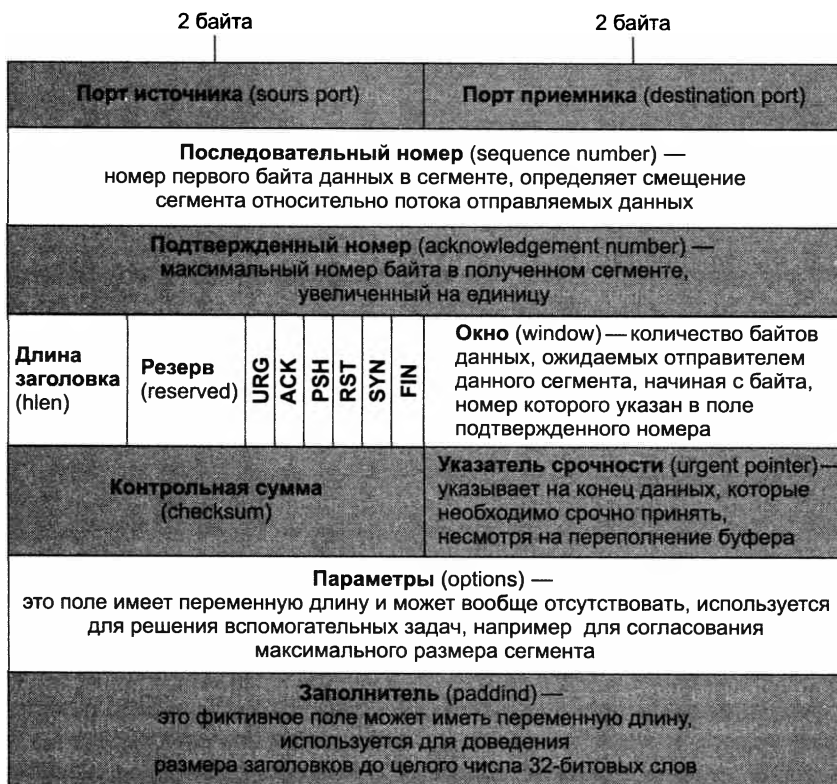 2 байта 2 байта
Порт источника (sours port) Порт приемника (destination port)
Последовательный номер (sequence number) —
номер первого байта данных в сегменте, определяет смещение
сегмента относительно потока отправляемых данных
Подтвержденный номер (acknowledgement number) —
максимальный номер байта в полученном сегменте,
увеличенный на единицу
Длина
заголовка
(hlen)
Резерв
(reserved)
URG
ACK
PSH
RST
SYN
FIN
Окно (window) — количество байтов
данных, ожидаемых отправителем
данного сегмента, начиная с байта,
номер которого указан в поле
подтвержденного номера
Контрольная сумма
(checksum)
Указатель срочности (urgent pointer) —
указывает на конец данных, которые
необходимо срочно принять,
несмотря на переполнение буфера
Параметры (options) —
это поле имеет переменную длину и может вообще отсутствовать, используется
для решения вспомогательных задач, например для согласования
максимального размера сегмента
Заполнитель (paddind) —
это фиктивное поле может иметь переменную длину,
используется для доведения
размера заголовков до целого числа 32-битовых слов